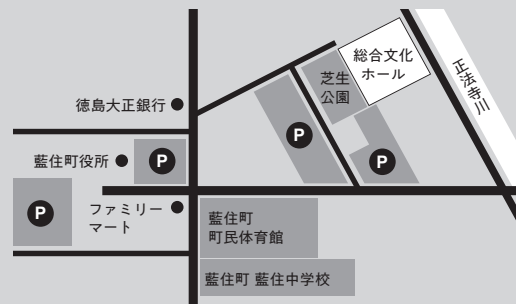 総合文化
ホール
芝生
公園
正法寺川
徳島大正銀行
P
藍住町役所
P
P
P
ファミリー
マート
藍住町
町民体育館
藍住町 藍住中学校